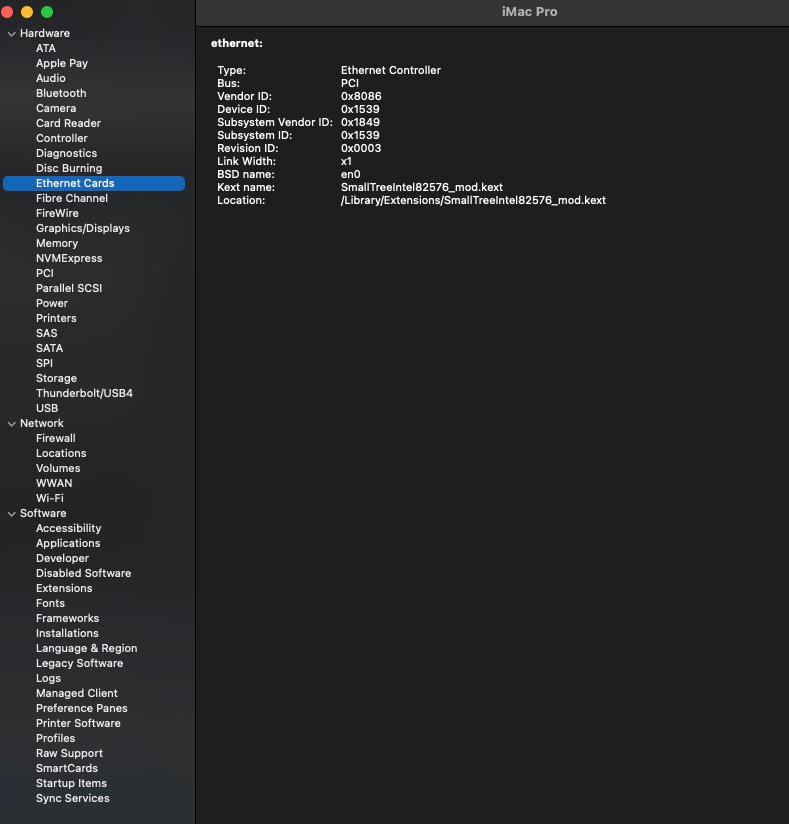 iMac Pro
Hardware
ATA
Apple Pay
Audio
Bluetooth
Camera
Card Reader
Controller
Diagnostics
Disc Burning
Ethernet Cards
Fibre Channel
FireWire
Graphics/Displays
Memory
NVMExpress
PCI
Parallel SCSI
Power
Printers
SAS
SATA
SPI
Storage
Thunderbolt/USB4
USB
Network
Firewall
Locations
Volumes
WWAN
Wi-Fi
Software
Accessibility
Applications
Developer
Disabled Software
Extensions
Fonts
Frameworks
Installations
Language & Region
Legacy Software
Logs
Managed Client
Preference Panes
Printer Software
Profiles
Raw Support
SmartCards
Startup Items
Sync Services
ethernet:
Type: Ethernet Controller
Bus: PCI
Vendor ID: 0x8086
Device ID: 0x1539
Subsystem Vendor ID: 0x1849
Subsystem ID: 0x1539
Revision ID: 0x0003
Link Width: x1
BSD name: en0
Kext name: SmallTreeIntel82576_mod.kext
Location: /Library/Extensions/SmallTreeIntel82576_mod.kext